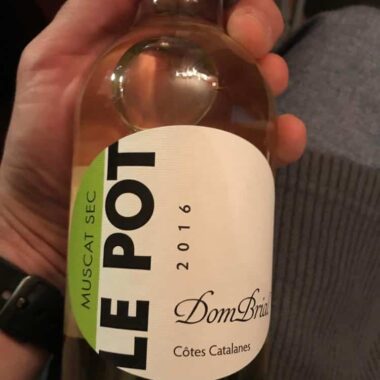 MUSCAT SEC
LE POT
2016
DomBrial
Côtes Catalanes